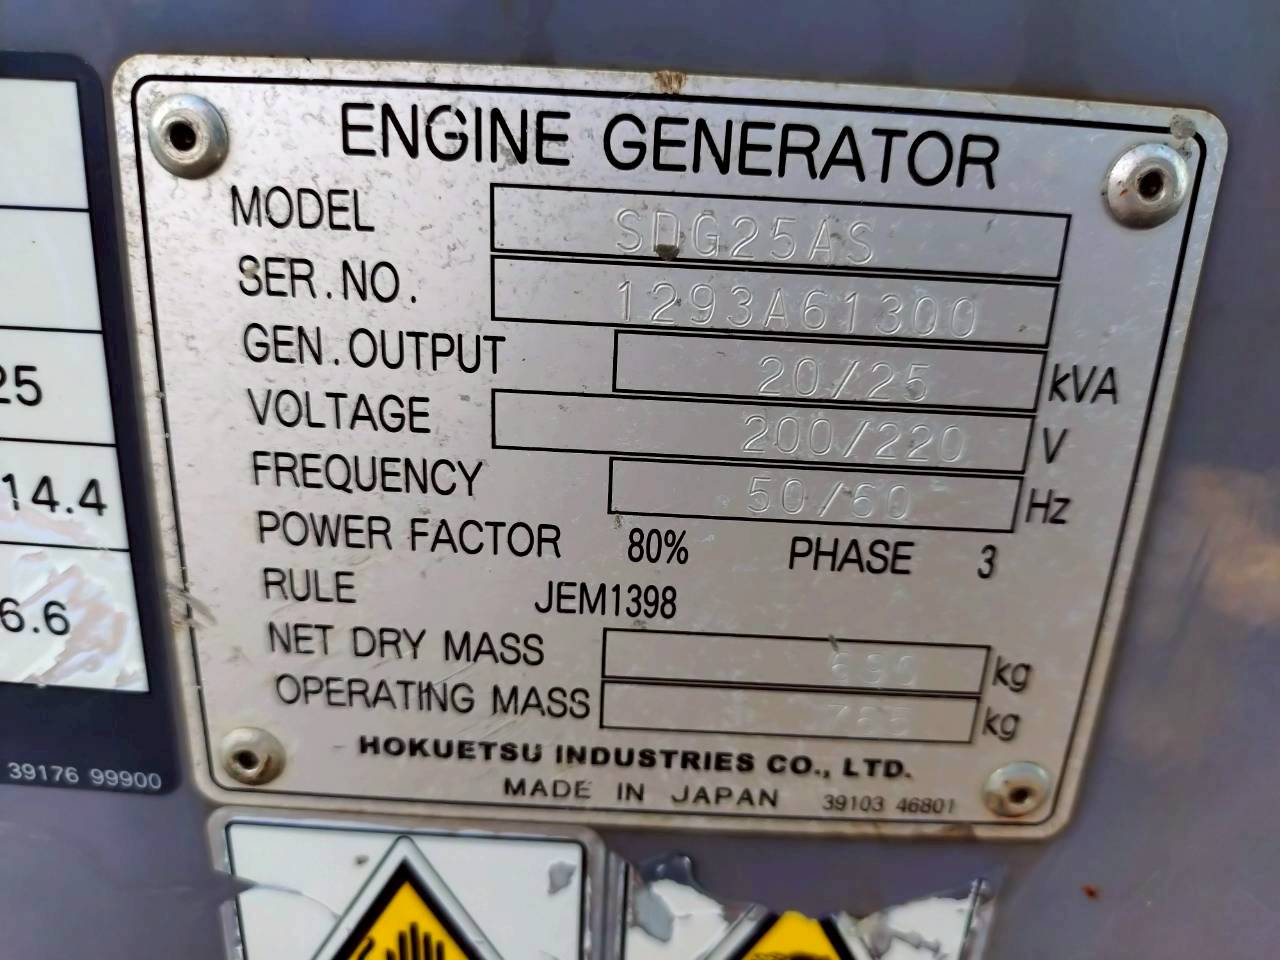 ENGINE GENERATOR
MODEL SDG25AS
SER.NO. 1293A61300
GEN.OUTPUT 20/25 kVA
VOLTAGE 200/220 V
FREQUENCY 50/60 Hz
POWER FACTOR 80% PHASE 3
RULE JEM1398
NET DRY MASS 690 kg
OPERATING MASS 765 kg
HOKUETSU INDUSTRIES CO., LTD.
MADE IN JAPAN 39103 46801
25
14.4
6.6
39176 99900